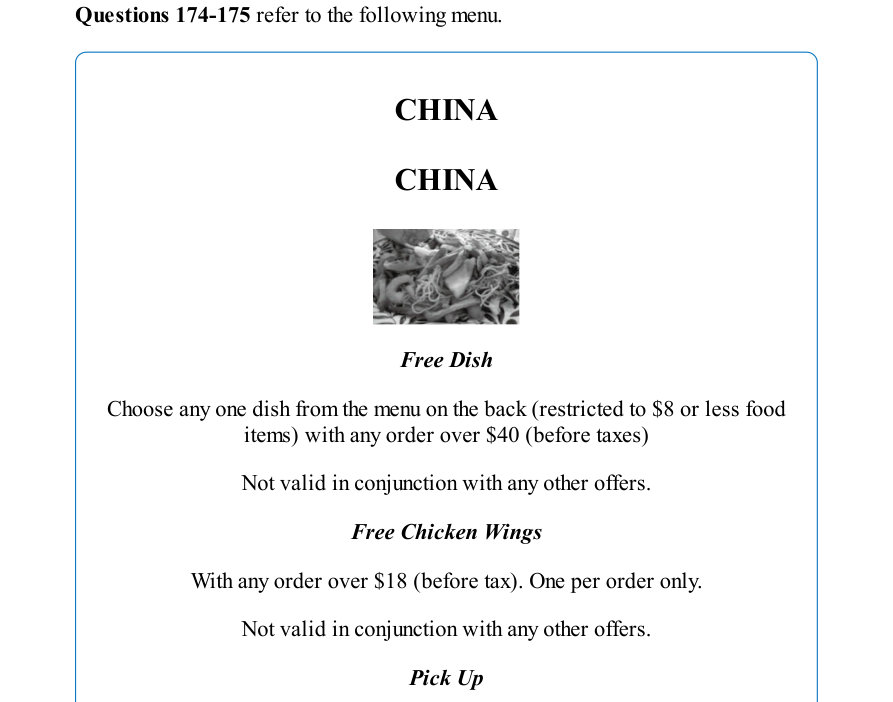 Questions 174-175 refer to the following menu.
CHINA
CHINA
Free Dish
Choose any one dish from the menu on the back (restricted to $8 or less food
items) with any order over $40 (before taxes)
Not valid in conjunction with any other offers.
Free Chicken Wings
With any order over $18 (before tax). One per order only.
Not valid in conjunction with any other offers.
Pick Up